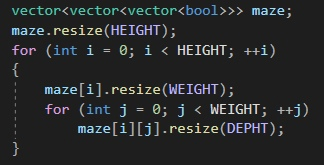 vector<vector<vector<bool>>> maze;
maze.resize(HEIGHT);
for (int i = 0; i < HEIGHT; ++i)
{
maze[i].resize(WEIGHT);
for (int j = 0; j < WEIGHT; ++j)
maze[i][j].resize(DEPHT);
}